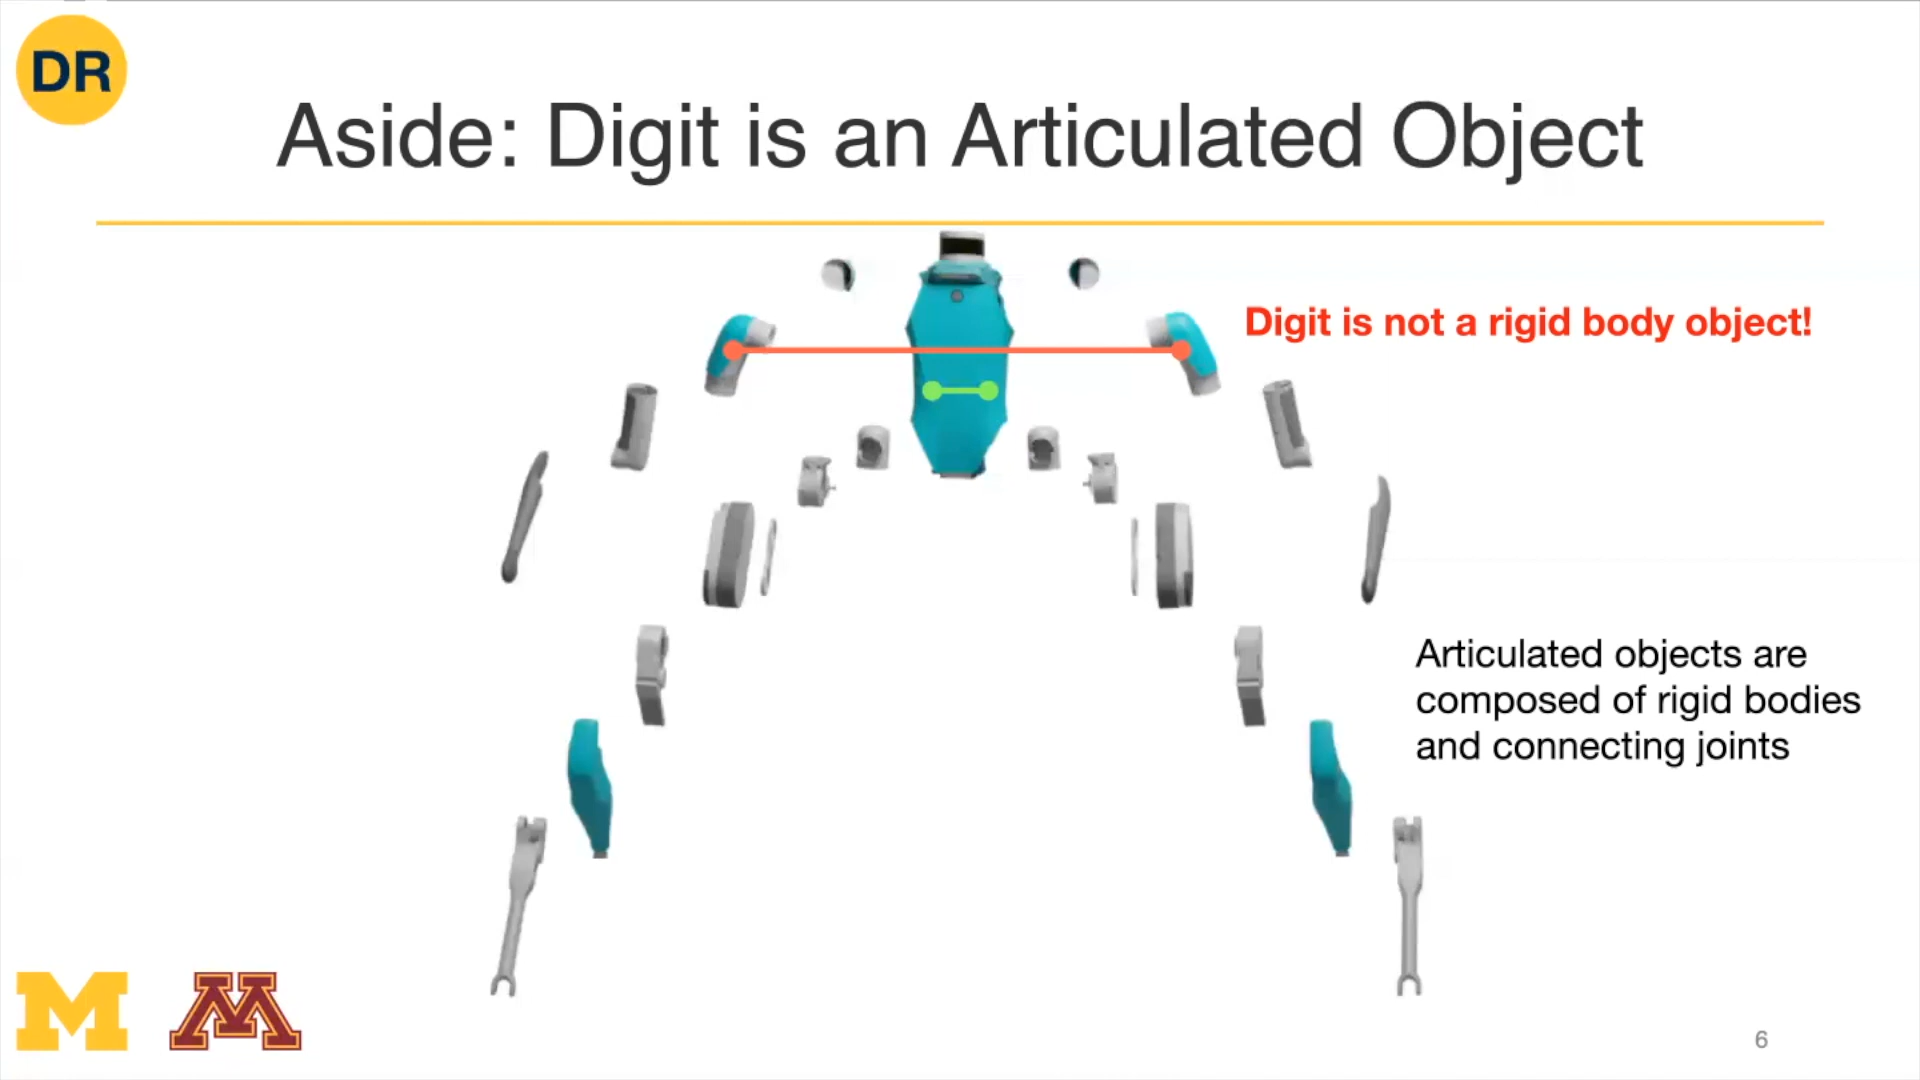 DR
Aside: Digit is an Articulated Object
Digit is not a rigid body object!
Articulated objects are
composed of rigid bodies
and connecting joints
M M
6